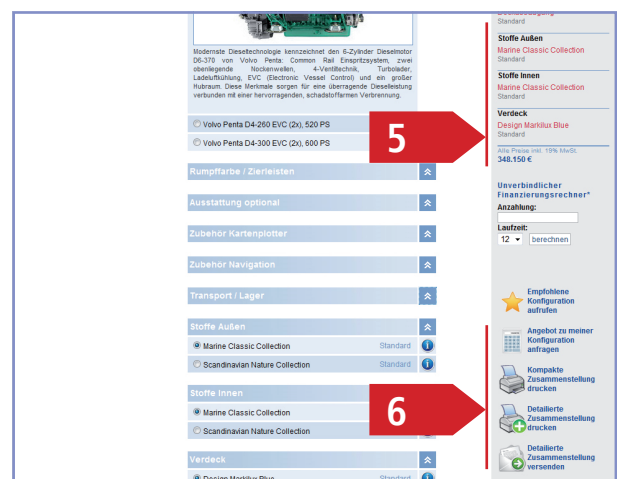 Modernste Dieseltechnologie kennzeichnet den 6-Zylinder Dieselmotor
D6-370 von Volvo Penta: Common Rail Einspritzsystem, zwei
obenliegende Nockenwellen, 4-Ventiltechnik, Turbolader,
Ladeluftkühlung, EVC (Electronic Vessel Control) und ein großer
Hubraum. Diese Merkmale sorgen für eine überragende Dieselleistung
verbunden mit einer hervorragenden, schadstoffarmen Verbrennung.
Volvo Penta D4-260 EVC (2x), 520 PS
Volvo Penta D4-300 EVC (2x), 600 PS
5
Rumpffarbe / Zierleisten
Ausstattung optional
Zubehör Kartenplotter
Zubehör Navigation
Transport / Lager
Stoffe Außen
Marine Classic Collection Standard
Scandinavian Nature Collection Standard
Stoffe Innen
Marine Classic Collection
Scandinavian Nature Collection
6
Verdeck
Design Markilux Blue Standard
Standard
Stoffe Außen
Marine Classic Collection
Standard
Stoffe Innen
Marine Classic Collection
Standard
Verdeck
Design Markilux Blue
Standard
Alle Preise inkl. 19% MwSt.
348.150 €
Unverbindlicher
Finanzierungsrechner*
Anzahlung:
Laufzeit:
12 berechnen
Empfohlene
Konfiguration
aufrufen
Angebot zu meiner
Konfiguration
anfragen
Kompakte
Zusammenstellung
drucken
Detailierte
Zusammenstellung
drucken
Detailierte
Zusammenstellung
versenden